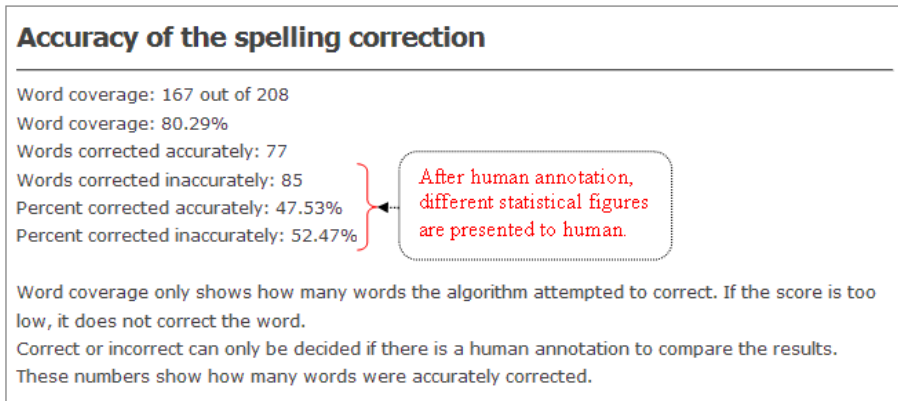 Accuracy of the spelling correction
Word coverage: 167 out of 208
Word coverage: 80.29%
Words corrected accurately: 77
Words corrected inaccurately: 85
Percent corrected accurately: 47.53%
Percent corrected inaccurately: 52.47%
After human annotation,
different statistical figures
are presented to human.
Word coverage only shows how many words the algorithm attempted to correct. If the score is too
low, it does not correct the word.
Correct or incorrect can only be decided if there is a human annotation to compare the results.
These numbers show how many words were accurately corrected.